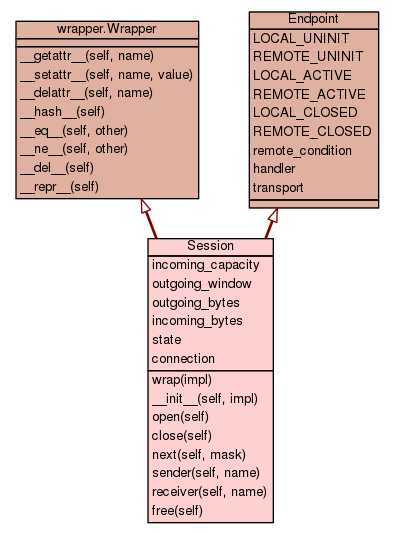 wrapper.Wrapper
__getattr__(self, name)
__setattr__(self, name, value)
__delattr__(self, name)
__hash__(self)
__eq__(self, other)
__ne__(self, other)
__del__(self)
__repr__(self)
Endpoint
LOCAL_UNINIT
REMOTE_UNINIT
LOCAL_ACTIVE
REMOTE_ACTIVE
LOCAL_CLOSED
REMOTE_CLOSED
remote_condition
handler
transport
Session
incoming_capacity
outgoing_window
outgoing_bytes
incoming_bytes
state
connection
wrap(impl)
__init__(self, impl)
open(self)
close(self)
next(self, mask)
sender(self, name)
receiver(self, name)
free(self)